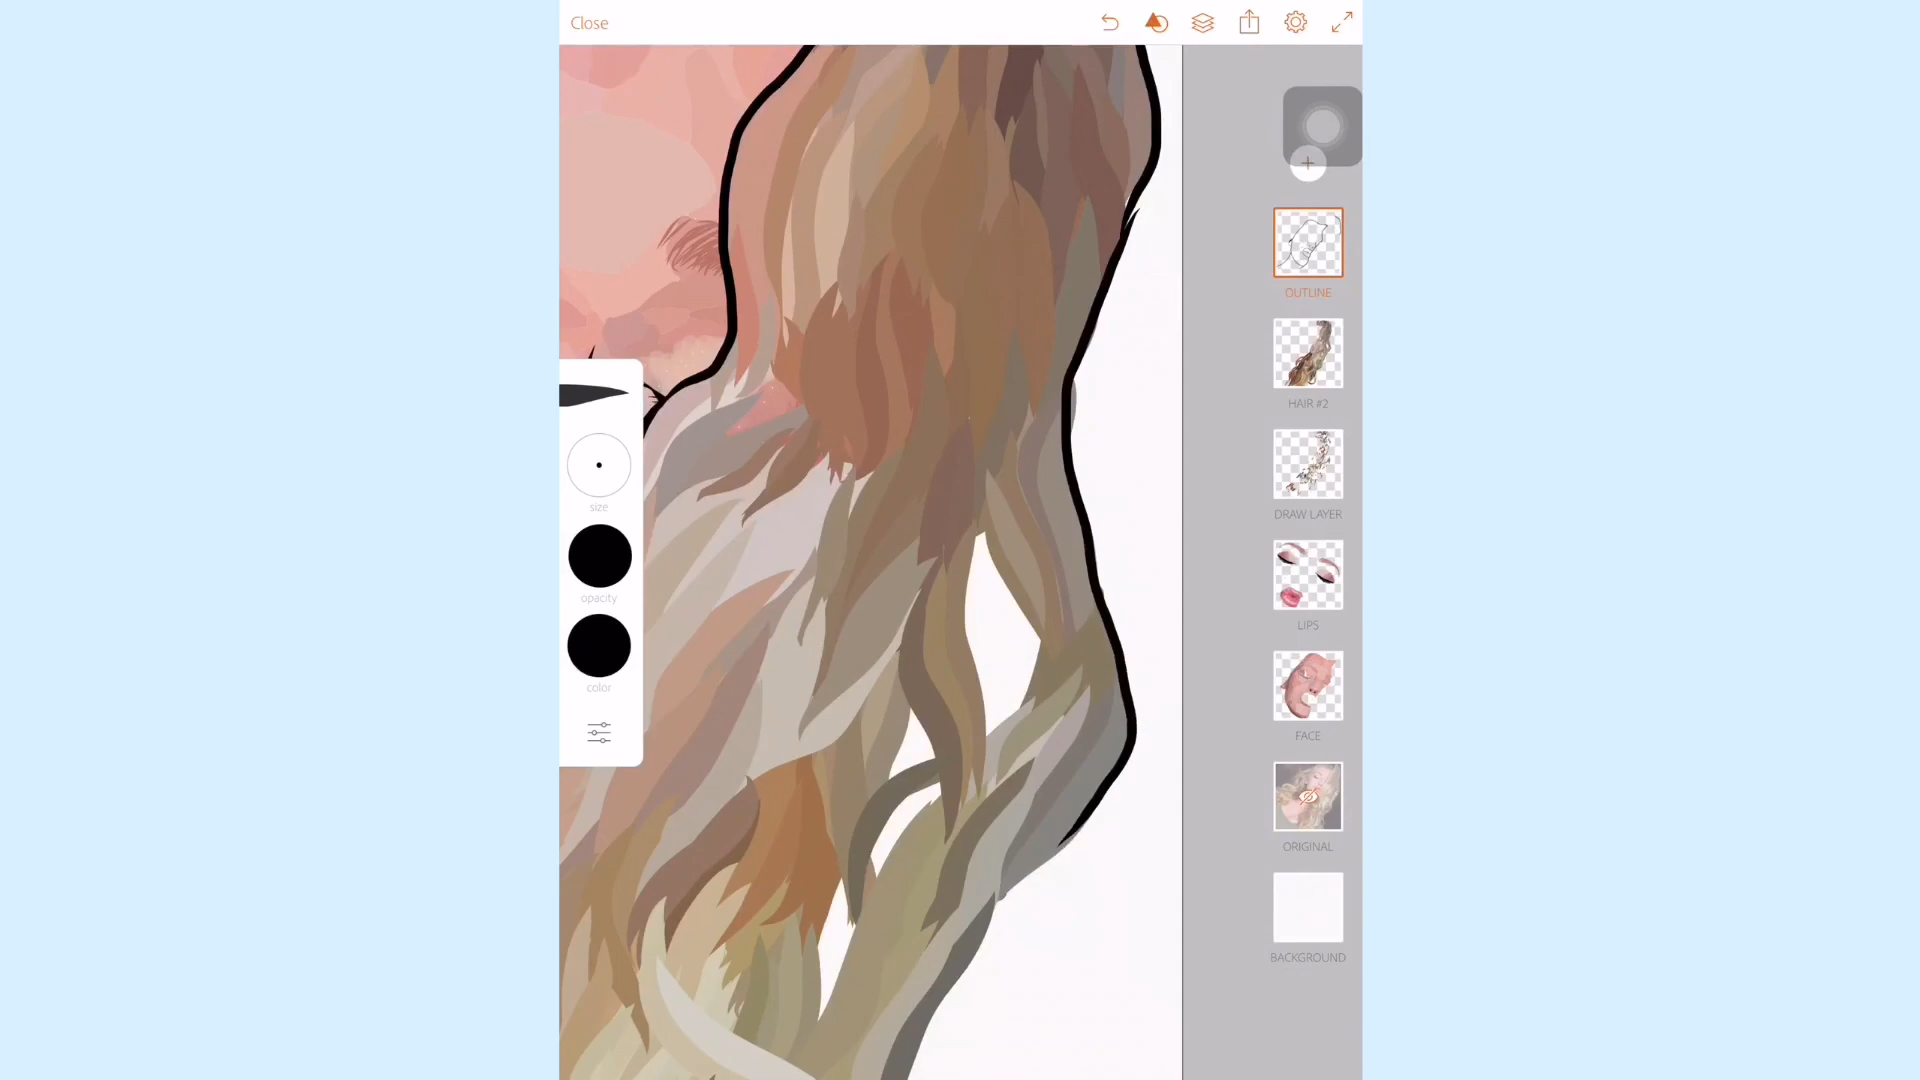 Close
OUTLINE
HAIR #2
size
DRAW LAYER
opacity
LIPS
color
FACE
ORIGINAL
BACKGROUND